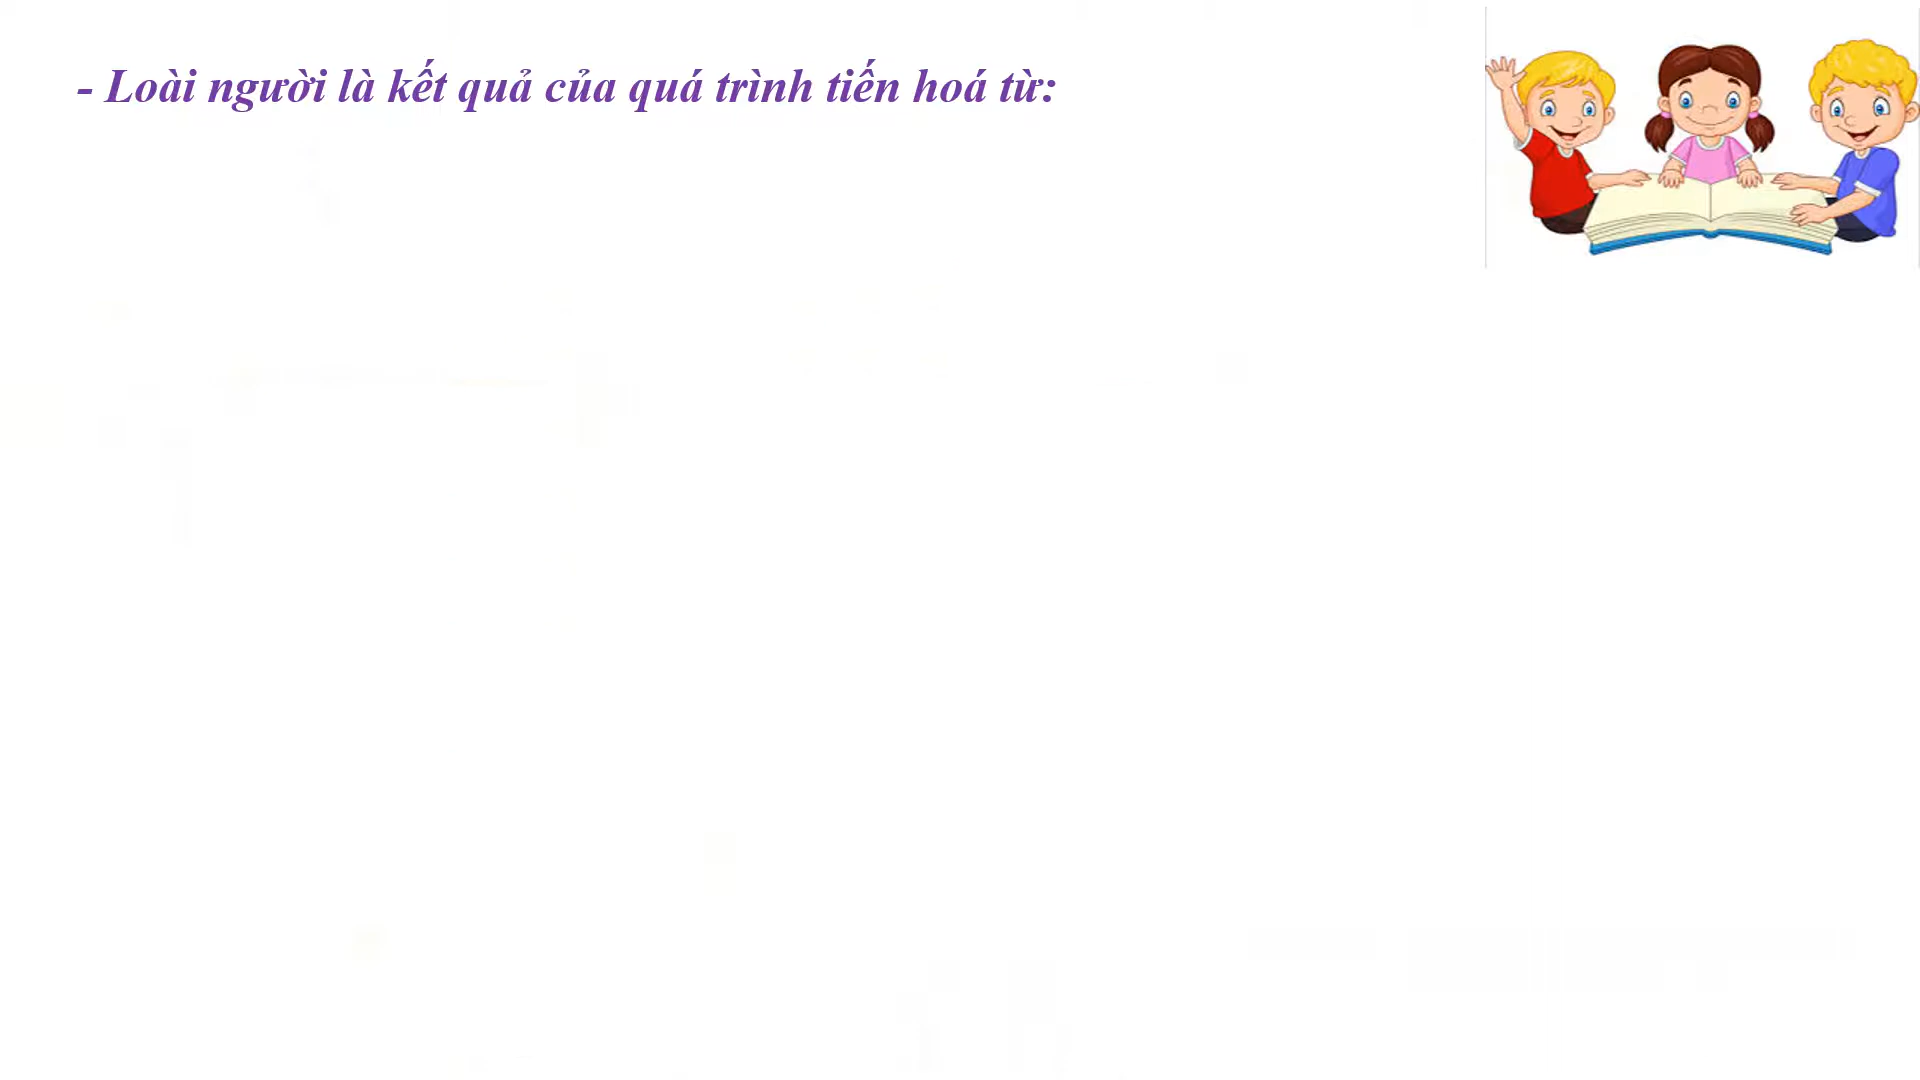 - Loài người là kết quả của quá trình tiến hoá từ: